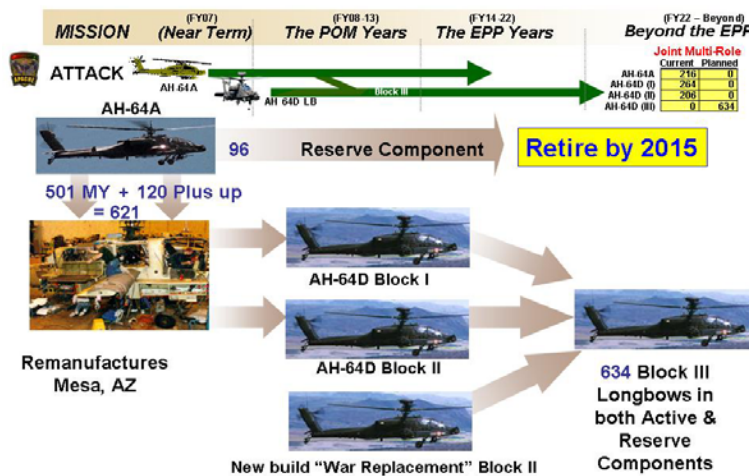 MISSION
(FY07)
(Near Term)
(FY08-13)
The POM Years
(FY14-22)
The EPP Years
(FY22 – Beyond)
Beyond the EPP
Joint Multi-Role
Current Planned
AH-64A 216 0
AH-64D (I) 264 0
AH-64D (II) 206 0
AH-64D (III) 0 634
APACHE
ATTACK
AH-64A
AH-64D LB
Block III
AH-64A
96 Reserve Component
Retire by 2015
501 MY + 120 Plus up
= 621
AH-64D Block I
AH-64D Block II
Remanufactures
Mesa, AZ
New build “War Replacement” Block II
634 Block III
Longbows in
both Active &
Reserve
Components